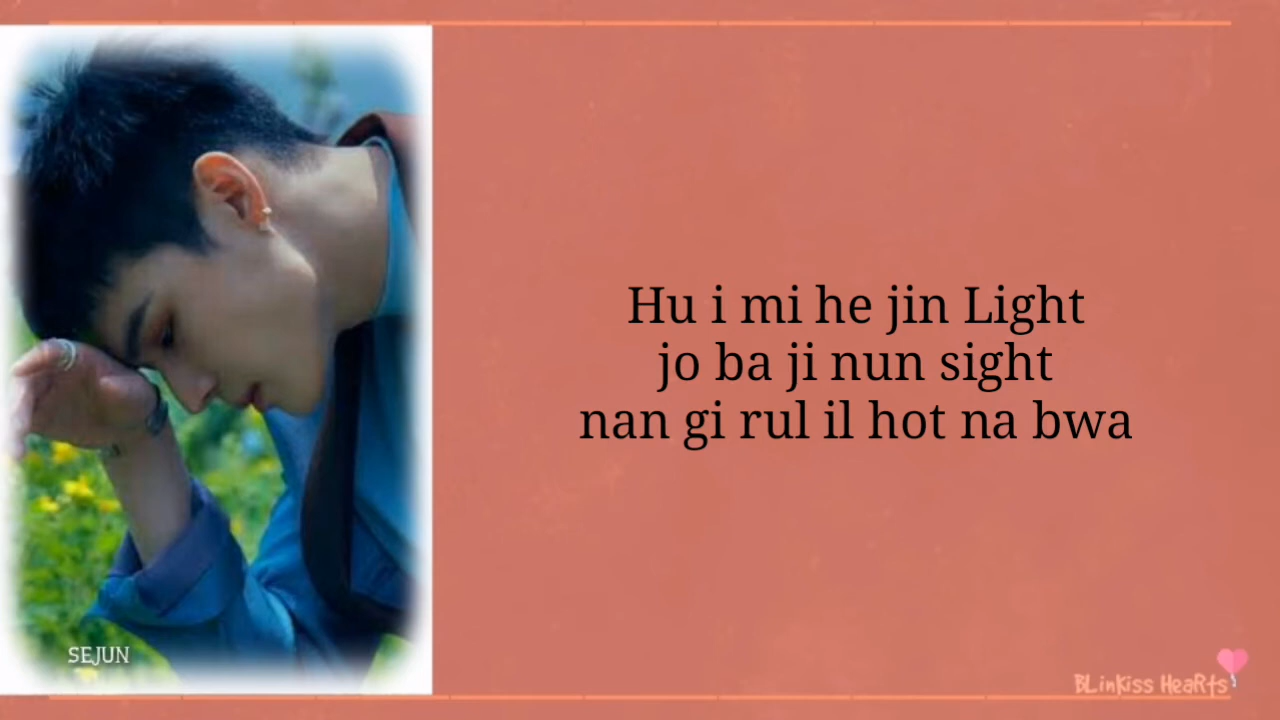 Hu i mi he jin Light
jo ba ji nun sight
nan gi rul il hot na bwa
SEJUN
BLinkiss HeaRts